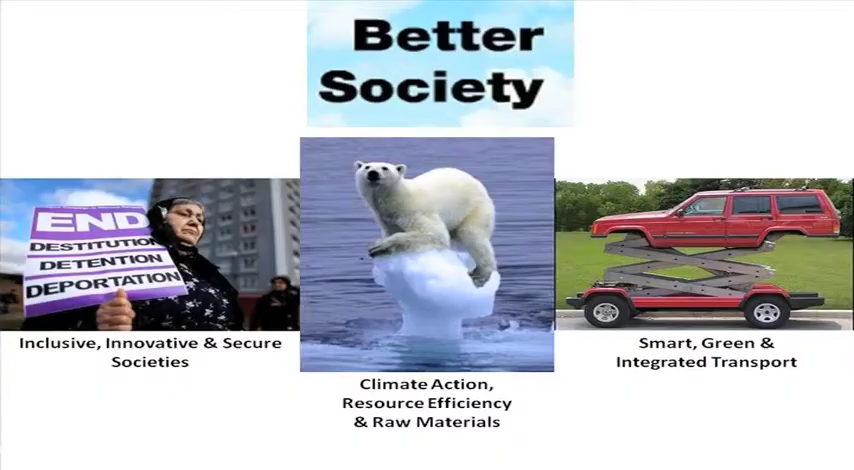 Better
Society
END
DESTITUTION
DETENTION
DEPORTATION
Inclusive, Innovative & Secure
Societies
Climate Action,
Resource Efficiency
& Raw Materials
Smart, Green &
Integrated Transport